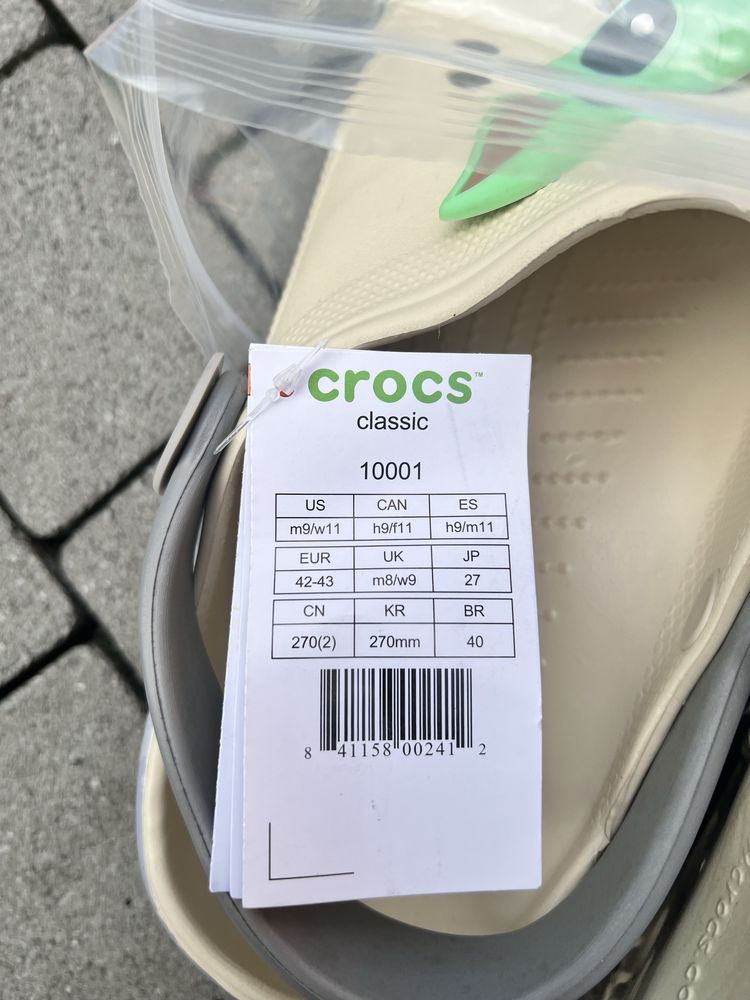 crocs™
classic
10001
US CAN ES
m9/w11 h9/f11 h9/m11
EUR UK JP
42-43 m8/w9 27
CN KR BR
270(2) 270mm 40
8 41158 00241 2
crocs